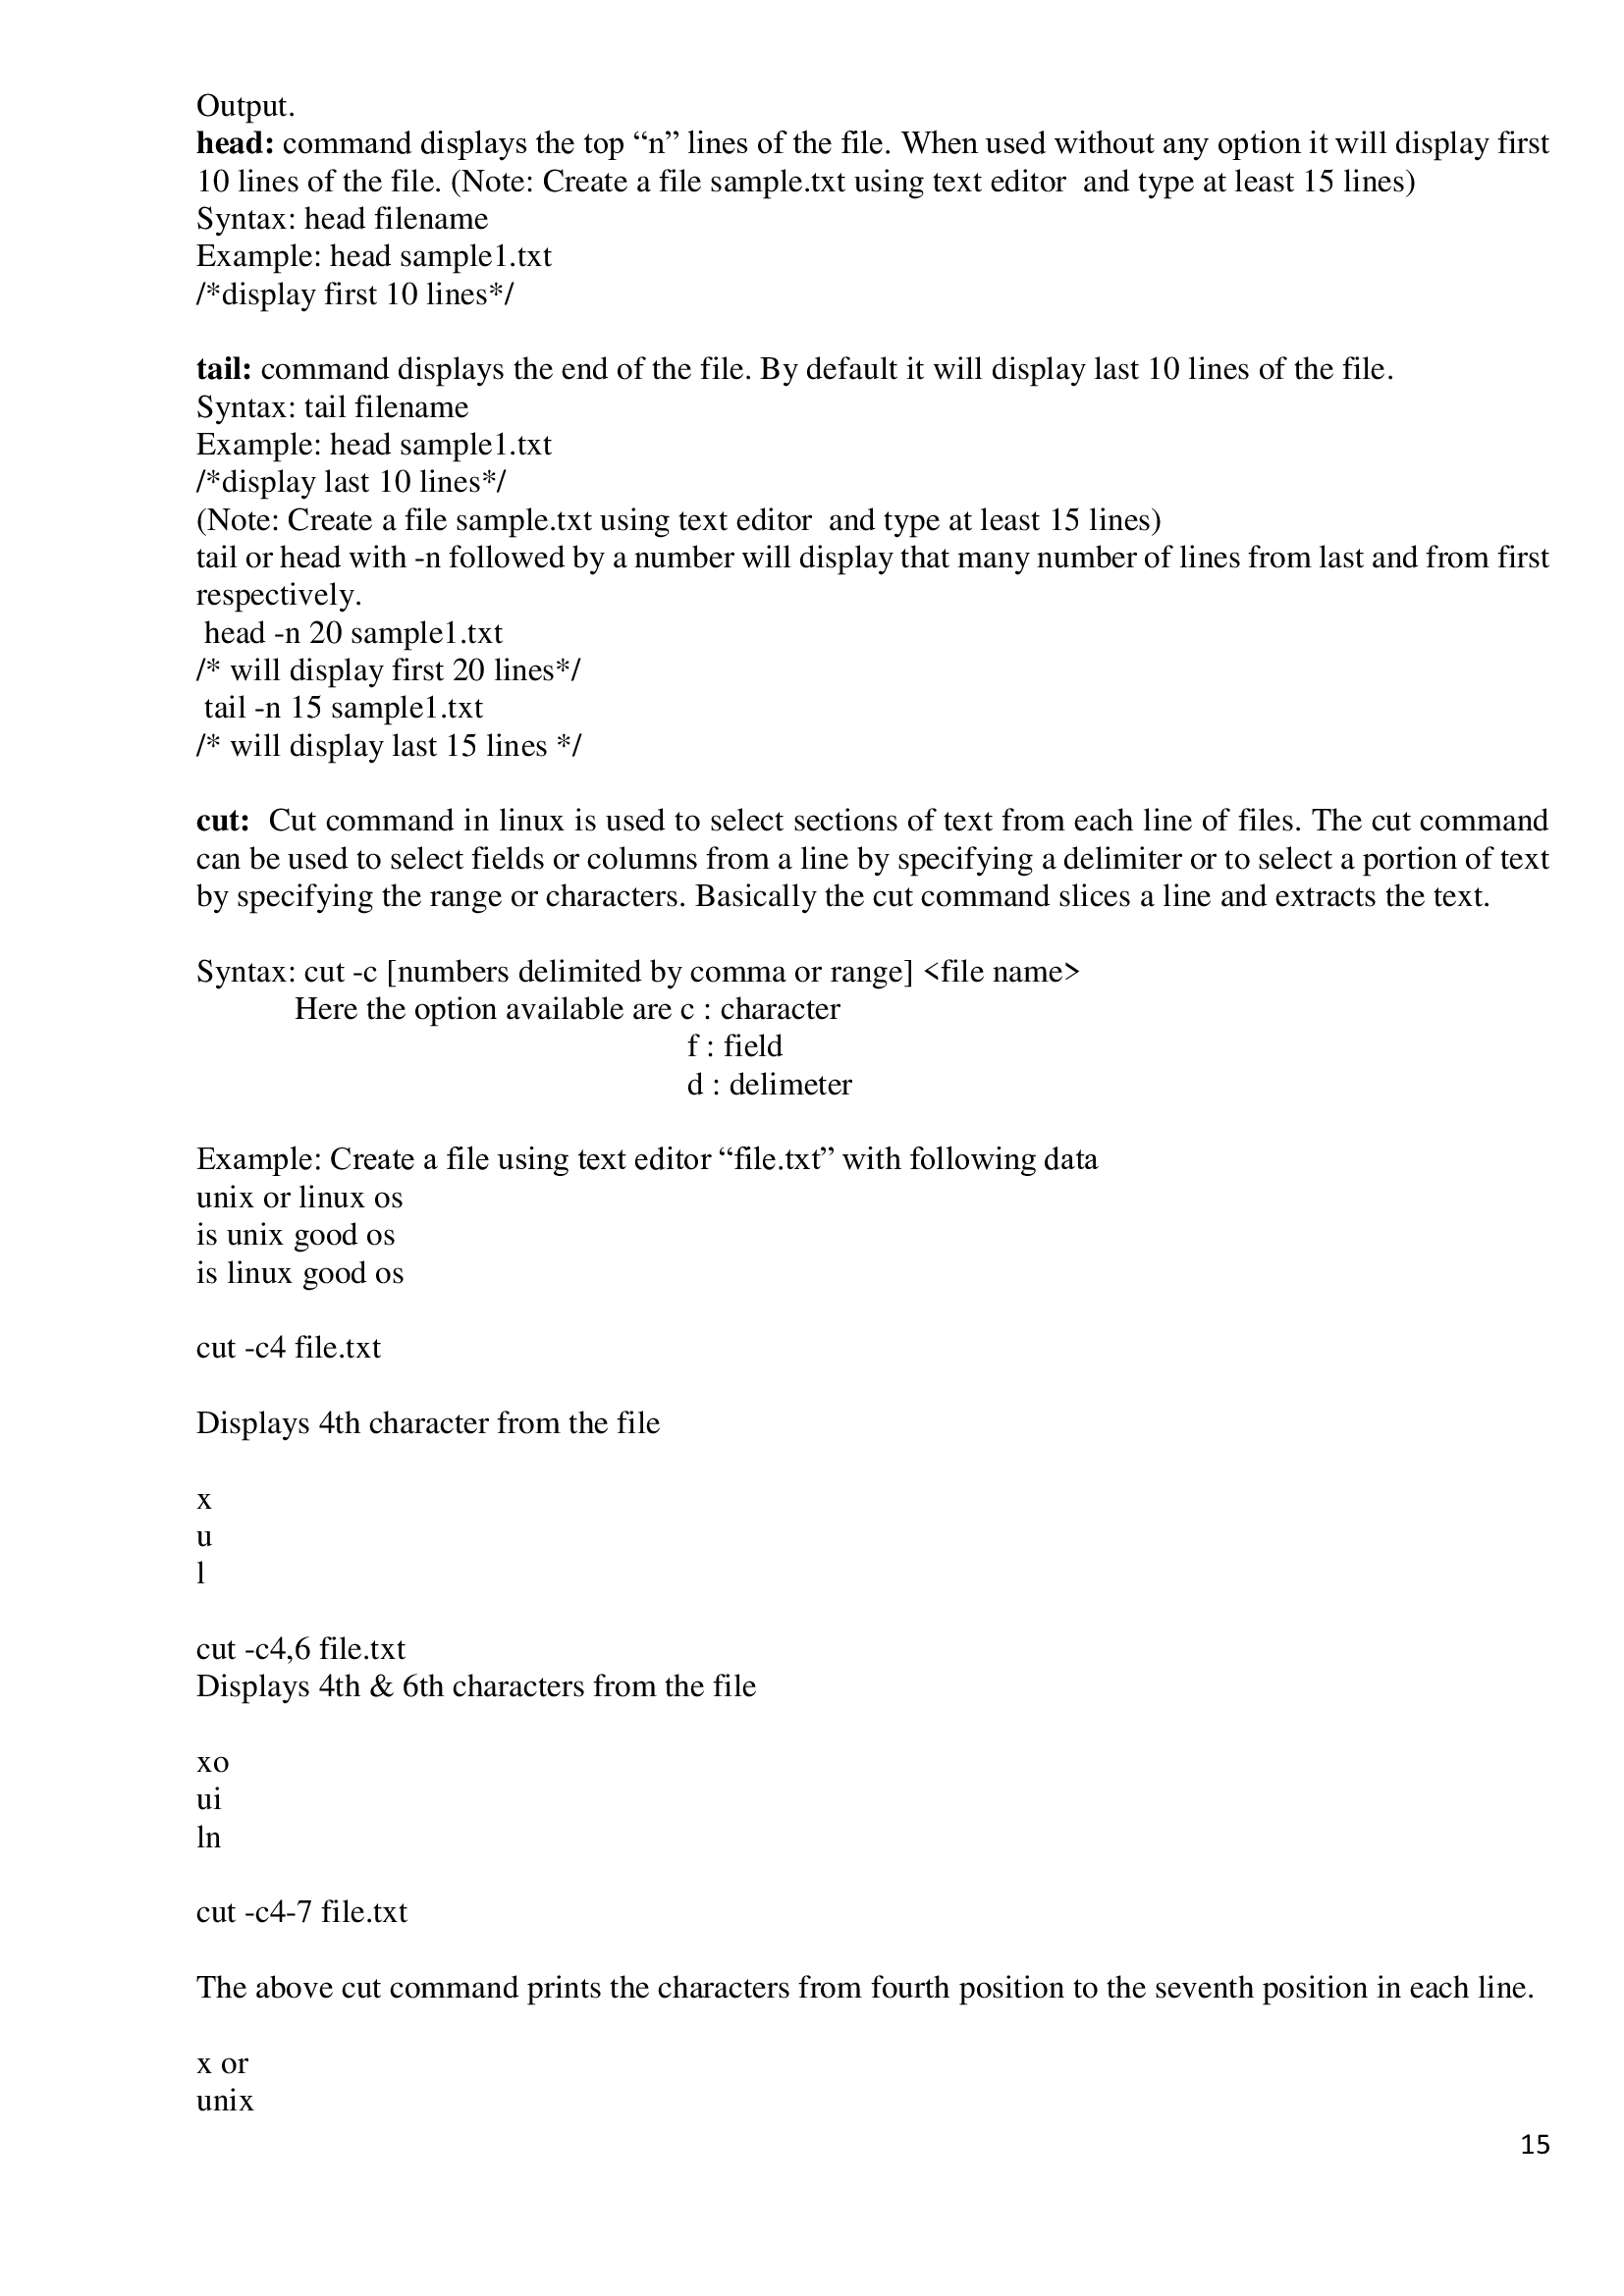 Output.
head: command displays the top “n” lines of the file. When used without any option it will display first
10 lines of the file. (Note: Create a file sample.txt using text editor  and type at least 15 lines)
Syntax: head filename
Example: head sample1.txt
/*display first 10 lines*/
tail: command displays the end of the file. By default it will display last 10 lines of the file.
Syntax: tail filename
Example: head sample1.txt
/*display last 10 lines*/
(Note: Create a file sample.txt using text editor  and type at least 15 lines)
tail or head with -n followed by a number will display that many number of lines from last and from first
respectively.
head -n 20 sample1.txt
/* will display first 20 lines*/
tail -n 15 sample1.txt
/* will display last 15 lines */
cut:  Cut command in linux is used to select sections of text from each line of files. The cut command
can be used to select fields or columns from a line by specifying a delimiter or to select a portion of text
by specifying the range or characters. Basically the cut command slices a line and extracts the text.
Syntax: cut -c [numbers delimited by comma or range] <file name>
Here the option available are c : character
f : field
d : delimeter
Example: Create a file using text editor “file.txt” with following data
unix or linux os
is unix good os
is linux good os
cut -c4 file.txt
Displays 4th character from the file
x
u
l
cut -c4,6 file.txt
Displays 4th & 6th characters from the file
xo
ui
ln
cut -c4-7 file.txt
The above cut command prints the characters from fourth position to the seventh position in each line.
x or
unix
15